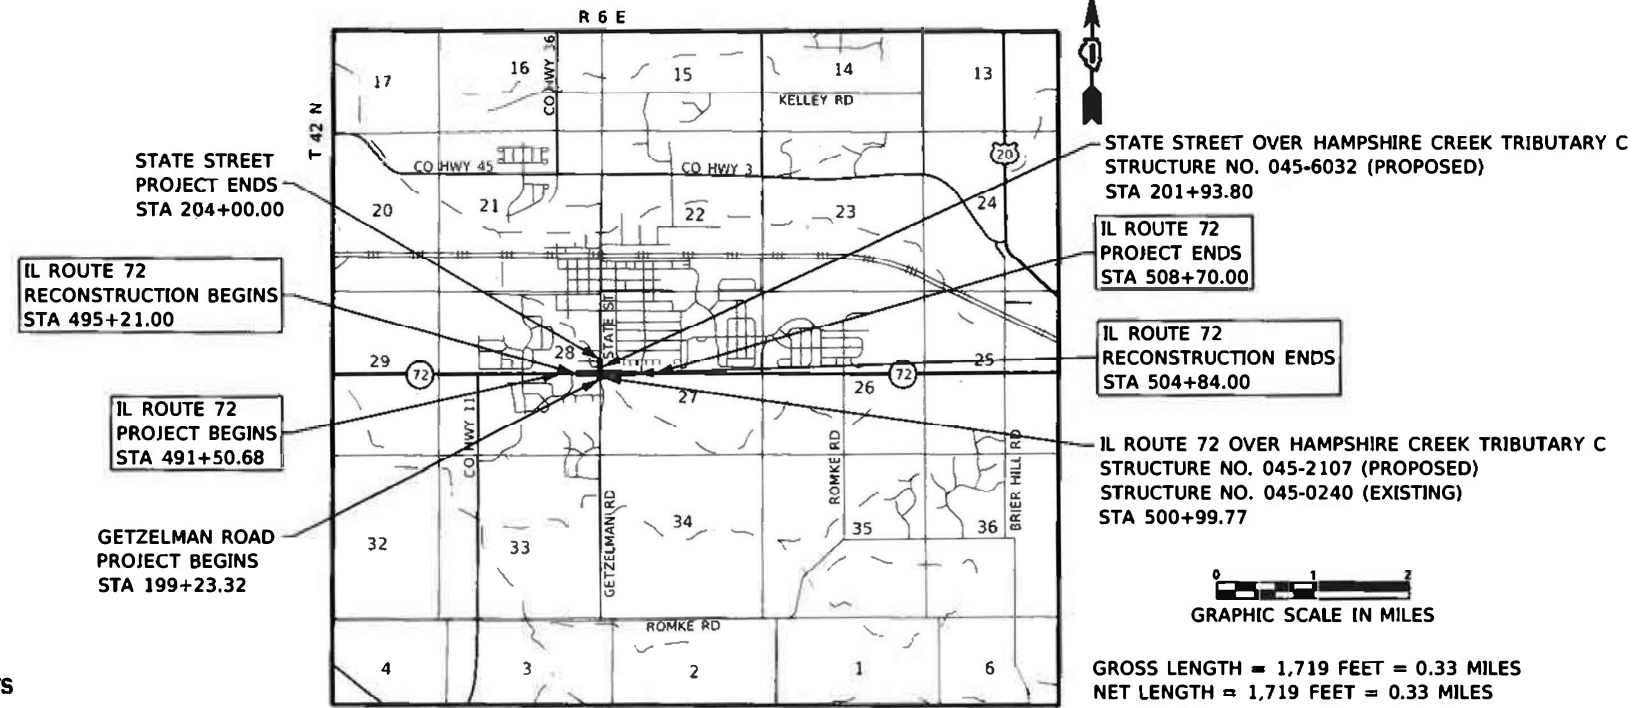 R 6 E
T 42 N
17
16
CO HWY 36
15
14
13
KELLEY RD
20
CO HWY 45
CO HWY 3
20
21
22
23
24
STATE STREET
PROJECT ENDS
STA 204+00.00
IL ROUTE 72
RECONSTRUCTION BEGINS
STA 495+21.00
IL ROUTE 72
PROJECT BEGINS
STA 491+50.68
GETZELMAN ROAD
PROJECT BEGINS
STA 199+23.32
STATE STREET OVER HAMPSHIRE CREEK TRIBUTARY C
STRUCTURE NO. 045-6032 (PROPOSED)
STA 201+93.80
IL ROUTE 72
PROJECT ENDS
STA 508+70.00
IL ROUTE 72
RECONSTRUCTION ENDS
STA 504+84.00
IL ROUTE 72 OVER HAMPSHIRE CREEK TRIBUTARY C
STRUCTURE NO. 045-2107 (PROPOSED)
STRUCTURE NO. 045-0240 (EXISTING)
STA 500+99.77
STATE ST
29
28
25
72
72
27
26
CO HWY 11
ROMKE RD
BRIER HILL RD
GETZELMAN RD
32
33
34
35
36
ROMKE RD
4
3
2
1
6
0 1 2
GRAPHIC SCALE IN MILES
GROSS LENGTH = 1,719 FEET = 0.33 MILES
NET LENGTH = 1,719 FEET = 0.33 MILES